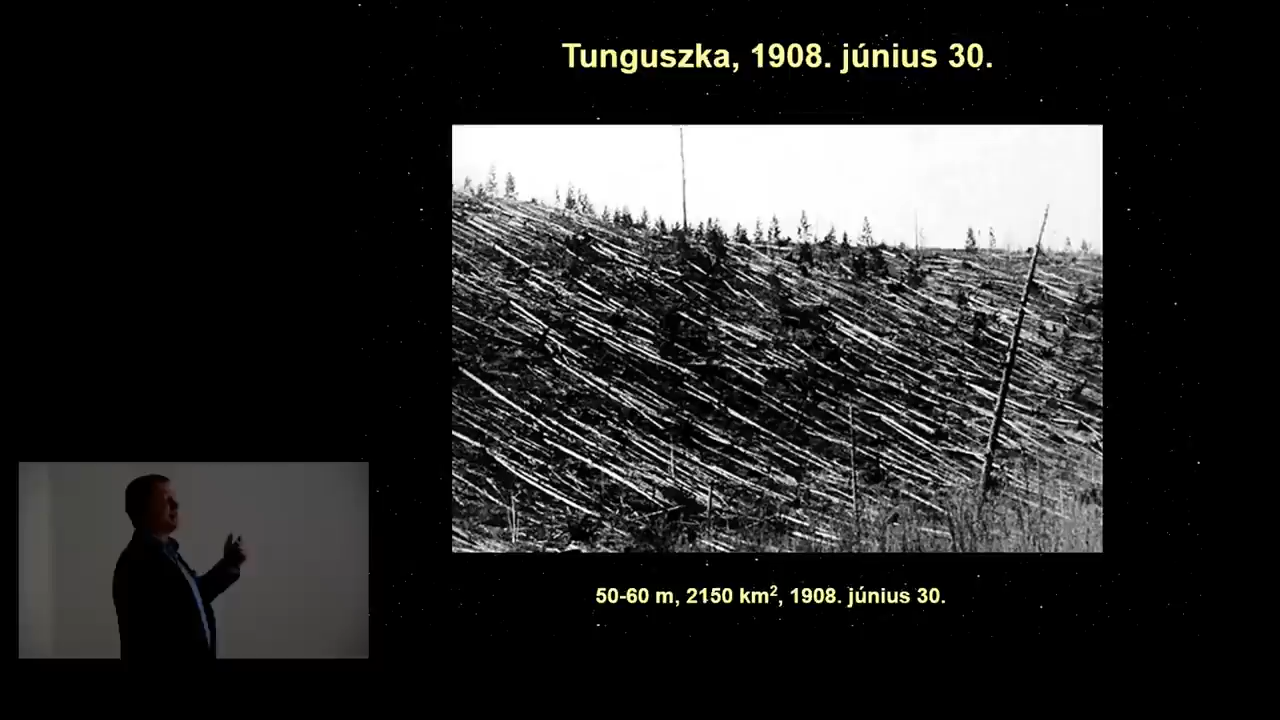 Tunguszka, 1908. június 30.
50-60 m, 2150 km², 1908. június 30.